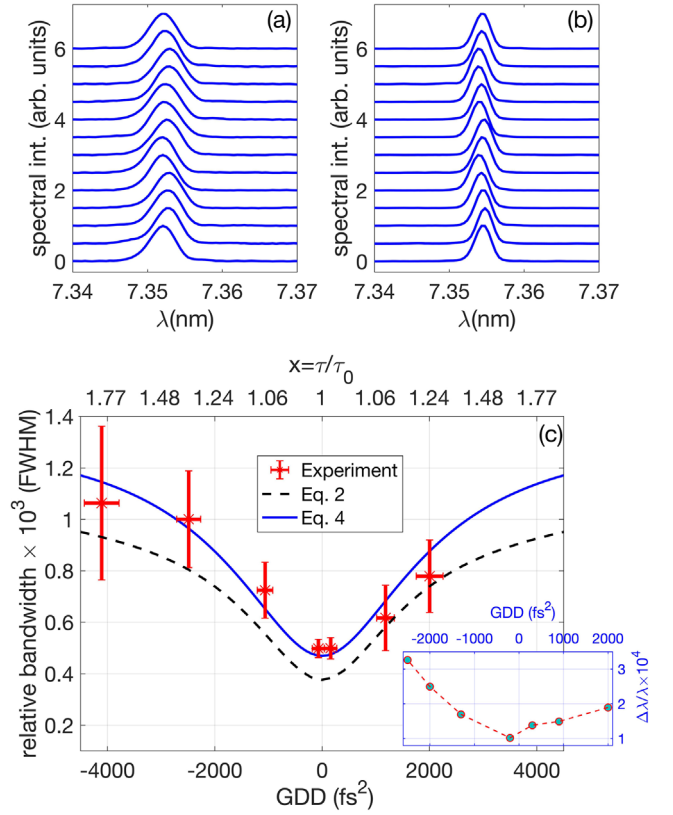 (a)
6
4
2
0
spectral int. (arb. units)
7.34 7.35 7.36 7.37
λ(nm)
(b)
6
4
2
0
spectral int. (arb. units)
7.34 7.35 7.36 7.37
λ(nm)
x=τ/τ0
1.77 1.48 1.24 1.06 1 1.06 1.24 1.48 1.77
(c)
1.4
1.2
1
0.8
0.6
0.4
0.2
relative bandwidth × 10³ (FWHM)
Experiment
Eq. 2
Eq. 4
GDD (fs²)
-2000 -1000 0 1000 2000
3
2
1
Δλ/λ×10⁴
-4000 -2000 0 2000 4000
GDD (fs²)